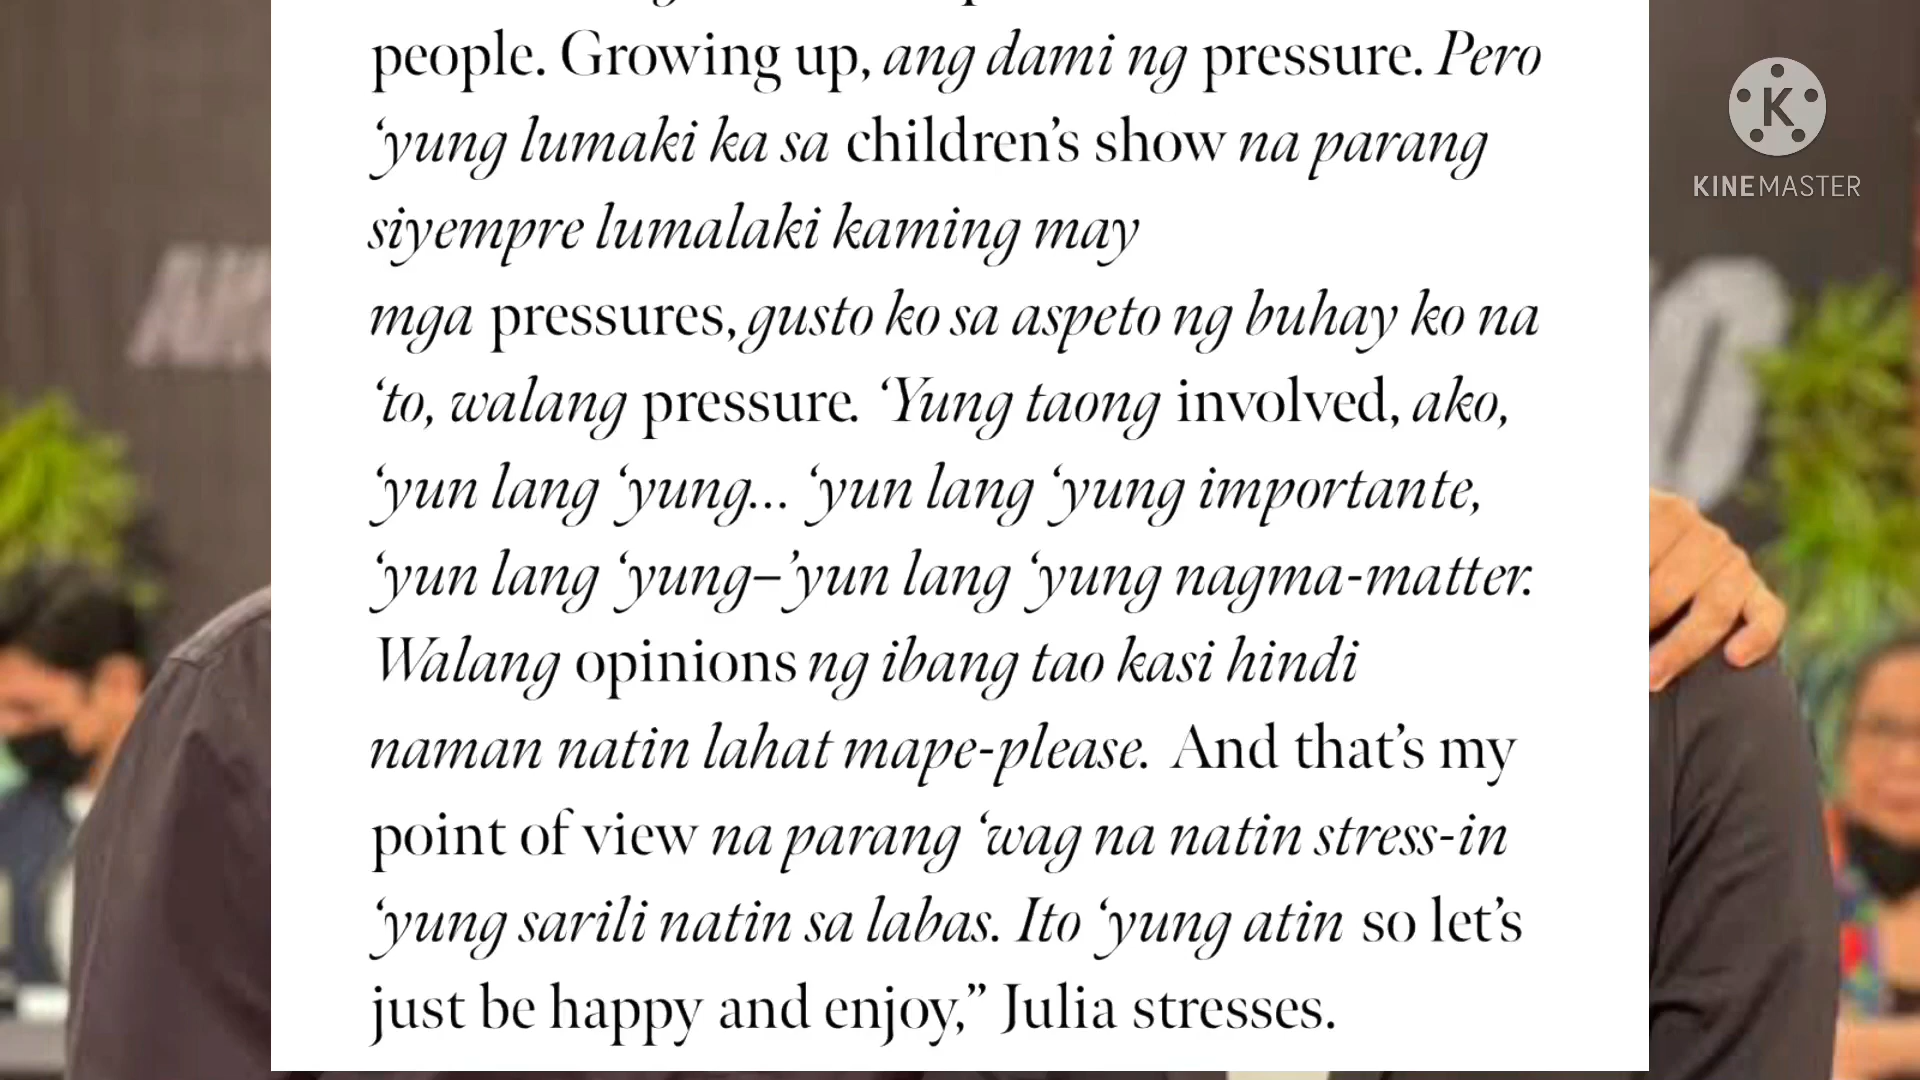 people. Growing up, ang dami ng pressure. Pero
‘yung lumaki ka sa children’s show na parang
siyempre lumalaki kaming may
mga pressures, gusto ko sa aspeto ng buhay ko na
‘to, walang pressure. ‘Yung taong involved, ako,
‘yun lang ‘yung... ‘yun lang ‘yung importante,
‘yun lang ‘yung–’yun lang ‘yung nagma-matter.
Walang opinions ng ibang tao kasi hindi
naman natin lahat mape-please. And that’s my
point of view na parang ‘wag na natin stress-in
‘yung sarili natin sa labas. Ito ‘yung atin so let’s
just be happy and enjoy,” Julia stresses.
K
KINEMASTER